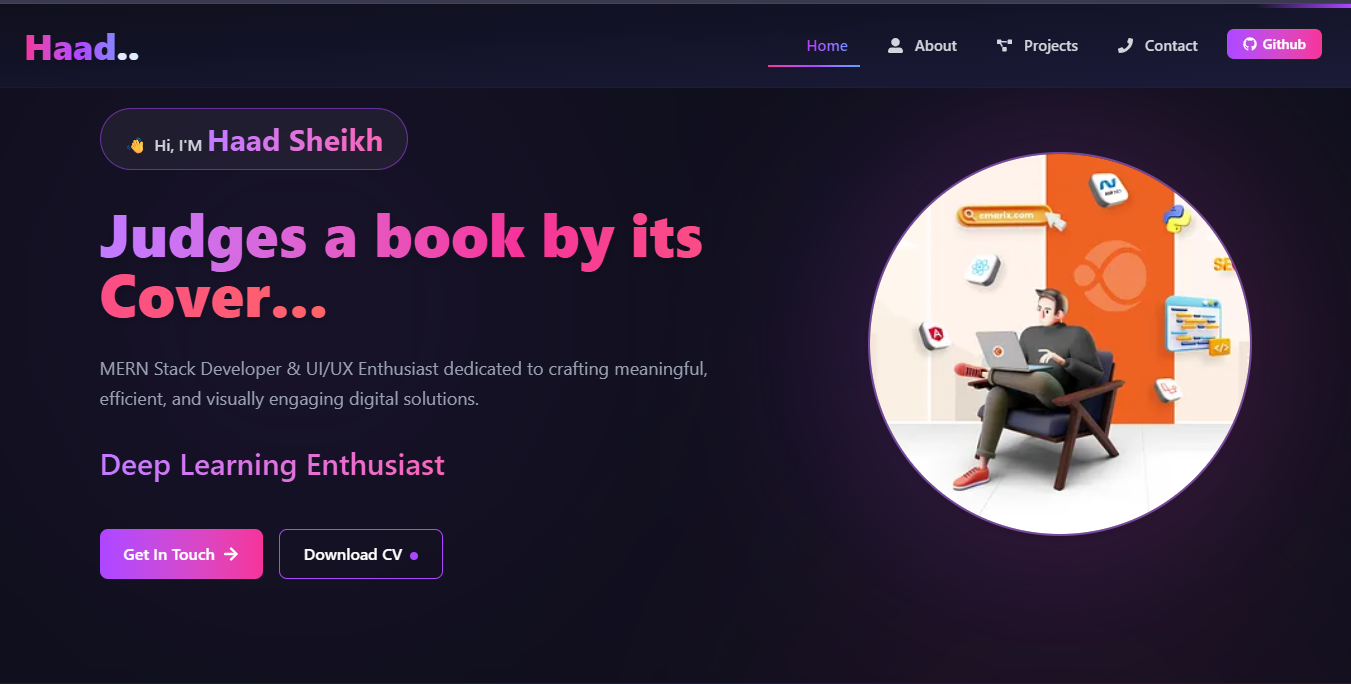 Haad..
Home
About
Projects
Contact
Github
👋 Hi, I'M Haad Sheikh
Judges a book by its
Cover...
MERN Stack Developer & UI/UX Enthusiast dedicated to crafting meaningful,
efficient, and visually engaging digital solutions.
Deep Learning Enthusiast
Get In Touch →
Download CV
emarix.com
SE